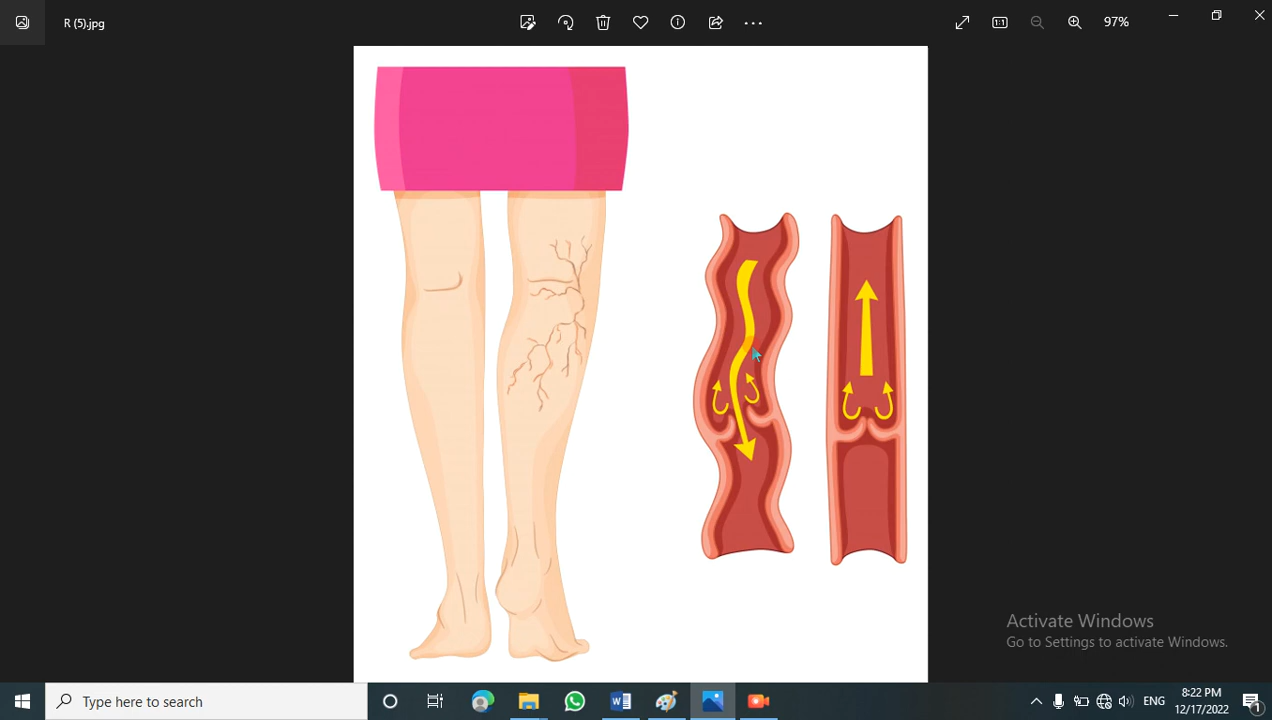 R (5).jpg
97%
Activate Windows
Go to Settings to activate Windows.
Type here to search
ENG
8:22 PM
12/17/2022
1